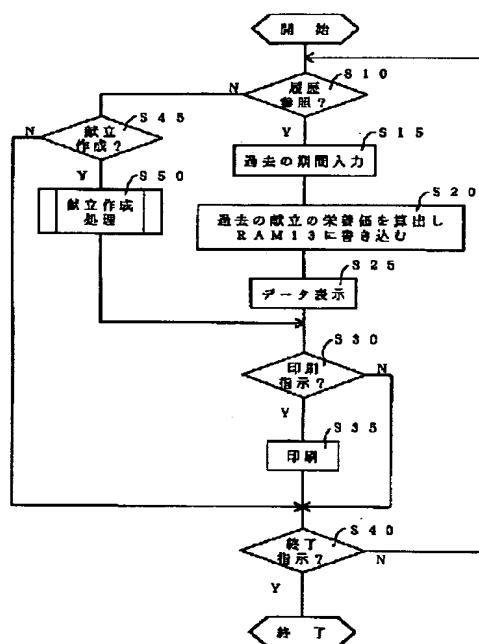 開 始
S10
履歴
参照?
N
Y
S45
献立
作成?
N
Y
S15
過去の期間入力
S50
献立作成
処理
S20
過去の献立の栄養価を算出し
RAM13に書き込む
S25
データ表示
S30
印刷
指示?
N
Y
S35
印刷
S40
終了
指示?
N
Y
終 了